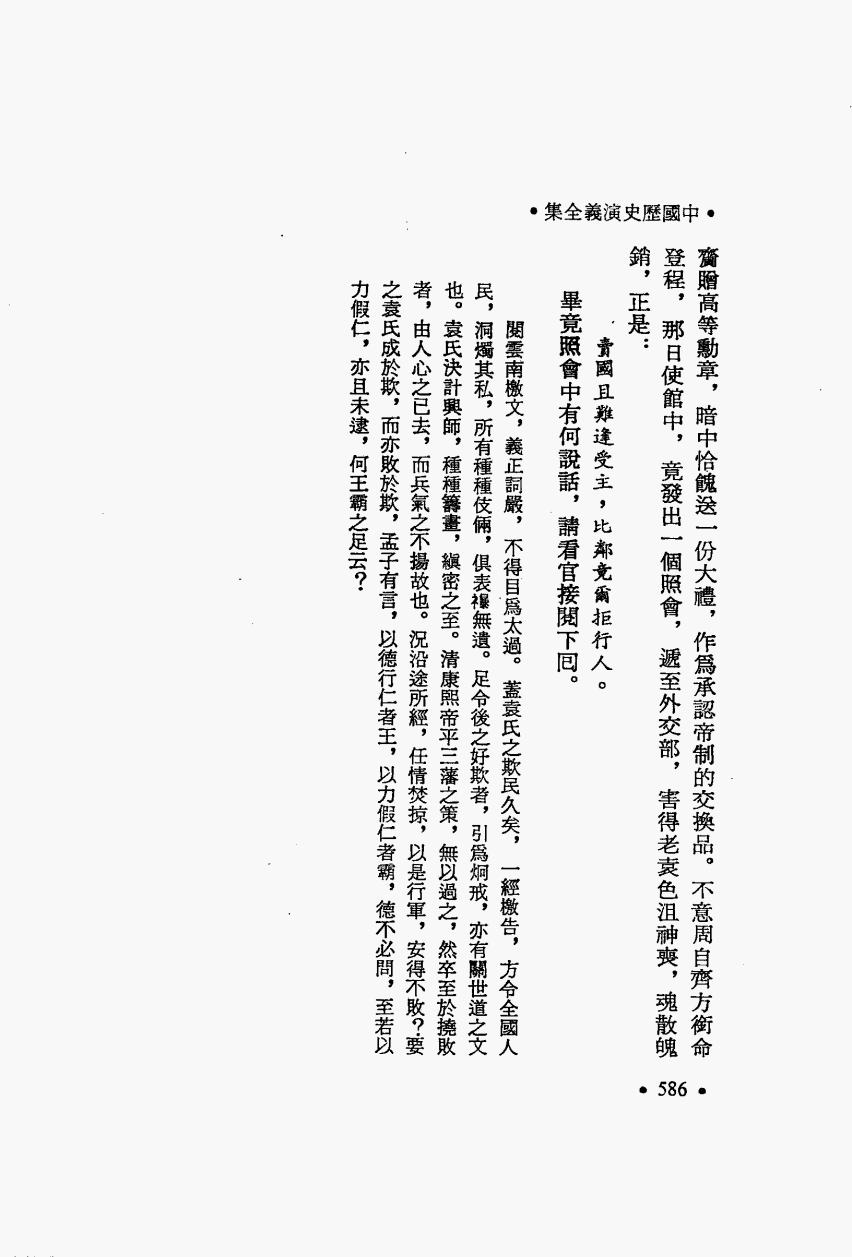 •中國歷史演義全集•
齎贈高等勳章，暗中恰餽送一份大禮，作爲承認帝制的交換品。不意周自齊方銜命
登程，那日使館中，竟發出一個照會，遞至外交部，害得老袁色沮神喪，魂散魄
銷，正是：
賣國且難逢受主，比鄰竟爾拒行人。
畢竟照會中有何說話，請看官接閱下回。
閱雲南檄文，義正詞嚴，不得目爲太過。蓋袁氏之欺民久矣，一經檄告，方令全國人
民，洞燭其私，所有種種伎倆，俱表襮無遺。足令後之好欺者，引爲炯戒，亦有關世道之文
也。袁氏決計興師，種種籌畫，縝密之至。清康熙帝平三藩之策，無以過之，然卒至於撓敗
者，由人心之已去，而兵氣之不揚故也。況沿途所經，任情焚掠，以是行軍，安得不敗？要
之袁氏成於欺，而亦敗於欺，孟子有言，以德行仁者王，以力假仁者霸，德不必問，至若以
力假仁，亦且未逮，何王霸之足云？
•586•